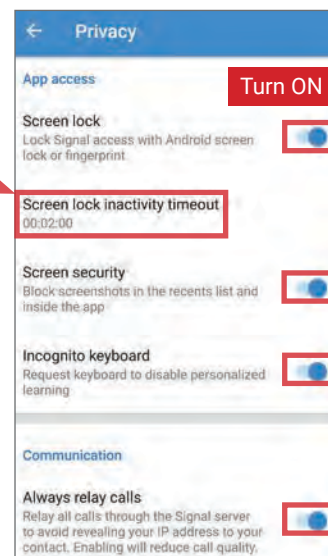 Privacy
App access
Turn ON
Screen lock
Lock Signal access with Android screen
lock or fingerprint
Screen lock inactivity timeout
00:02:00
Screen security
Block screenshots in the recents list and
inside the app
Incognito keyboard
Request keyboard to disable personalized
learning
Communication
Always relay calls
Relay all calls through the Signal server
to avoid revealing your IP address to your
contact. Enabling will reduce call quality.